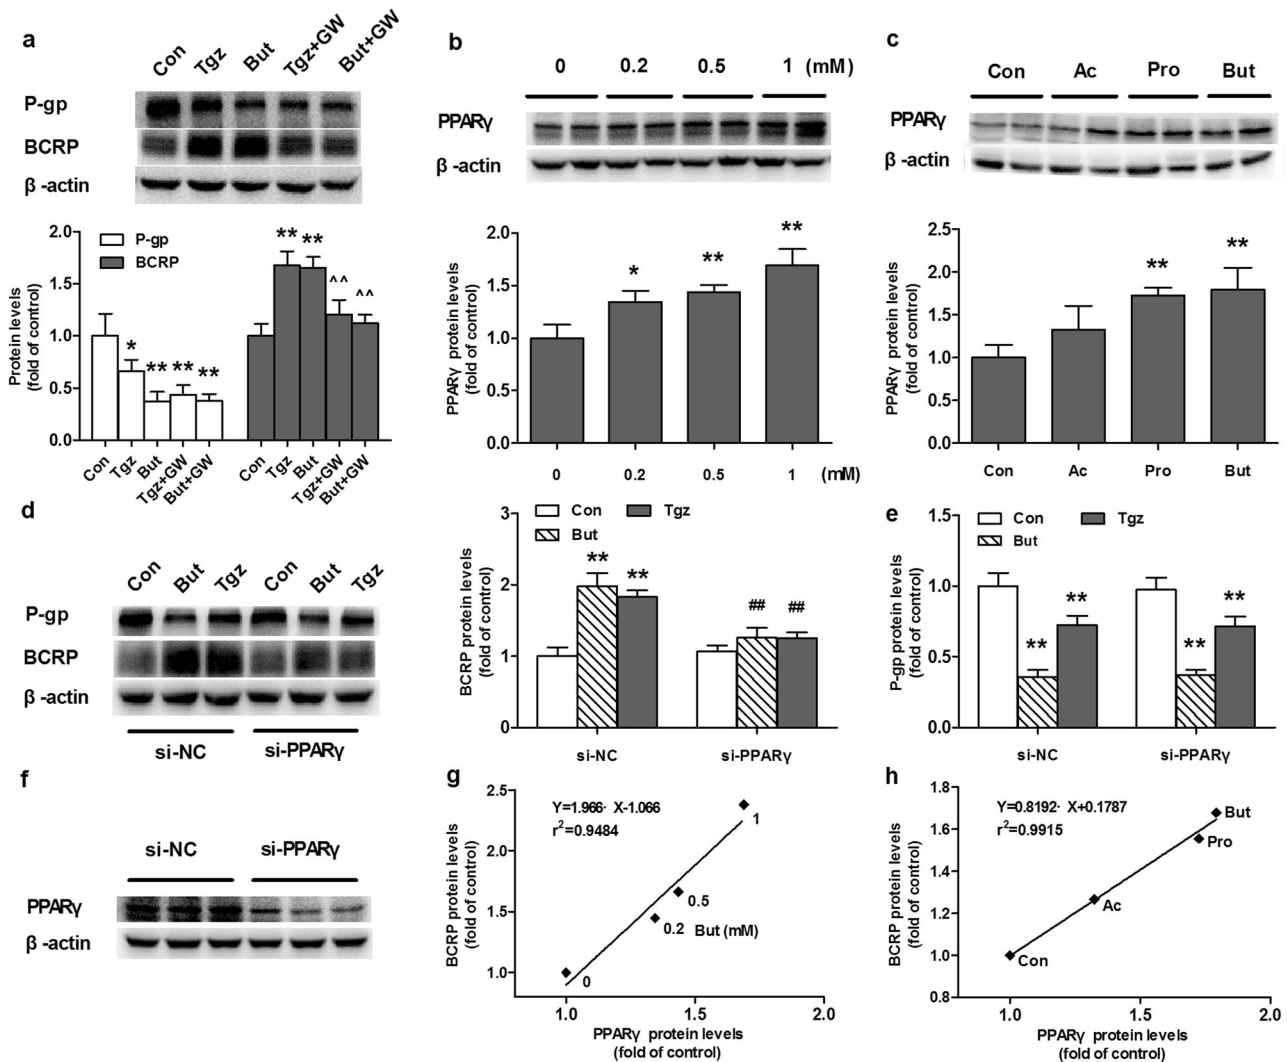 a
Con Tgz But Tgz+GW But+GW
P-gp
BCRP
β -actin
2.0
1.5
1.0
0.5
0.0
Protein levels
(fold of control)
P-gp
BCRP
* ** ** **
** ** ^^ ^^
Con Tgz But Tgz+GW But+GW Con Tgz But Tgz+GW But+GW
b
0 0.2 0.5 1 (mM)
PPARγ
β -actin
2.0
1.5
1.0
0.5
0.0
PPARγ protein levels
(fold of control)
* ** **
0 0.2 0.5 1 (mM)
c
Con Ac Pro But
PPARγ
β -actin
2.5
2.0
1.5
1.0
0.5
0.0
PPARγ protein levels
(fold of control)
** **
Con Ac Pro But
d
Con But Tgz Con But Tgz
P-gp
BCRP
β -actin
si-NC si-PPARγ
3
2
1
0
BCRP protein levels
(fold of control)
Con Tgz
But
** ** ## ##
si-NC si-PPARγ
e
1.5
1.0
0.5
0.0
P-gp protein levels
(fold of control)
Con Tgz
But
** ** ** **
si-NC si-PPARγ
f
si-NC si-PPARγ
PPARγ
β -actin
g
2.5
2.0
1.5
1.0
BCRP protein levels
(fold of control)
Y=1.966· X-1.066
r²=0.9484
1
0.5
0.2 But (mM)
0
1.0 1.5 2.0
PPARγ protein levels
(fold of control)
h
1.8
1.6
1.4
1.2
1.0
0.8
BCRP protein levels
(fold of control)
Y=0.8192· X+0.1787
r²=0.9915
But
Pro
Ac
Con
1.0 1.5 2.0
PPARγ protein levels
(fold of control)